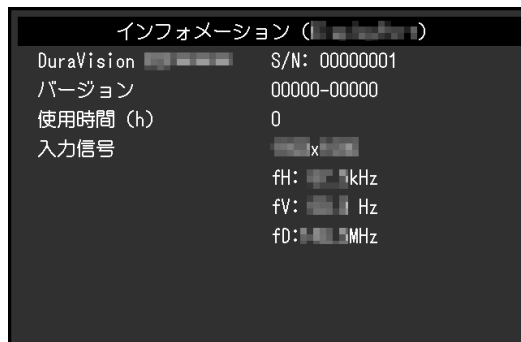 インフォメーション ( )
DuraVision S/N: 00000001
バージョン 00000-00000
使用時間 (h) 0
入力信号 x
fH: kHz
fV: Hz
fD: MHz